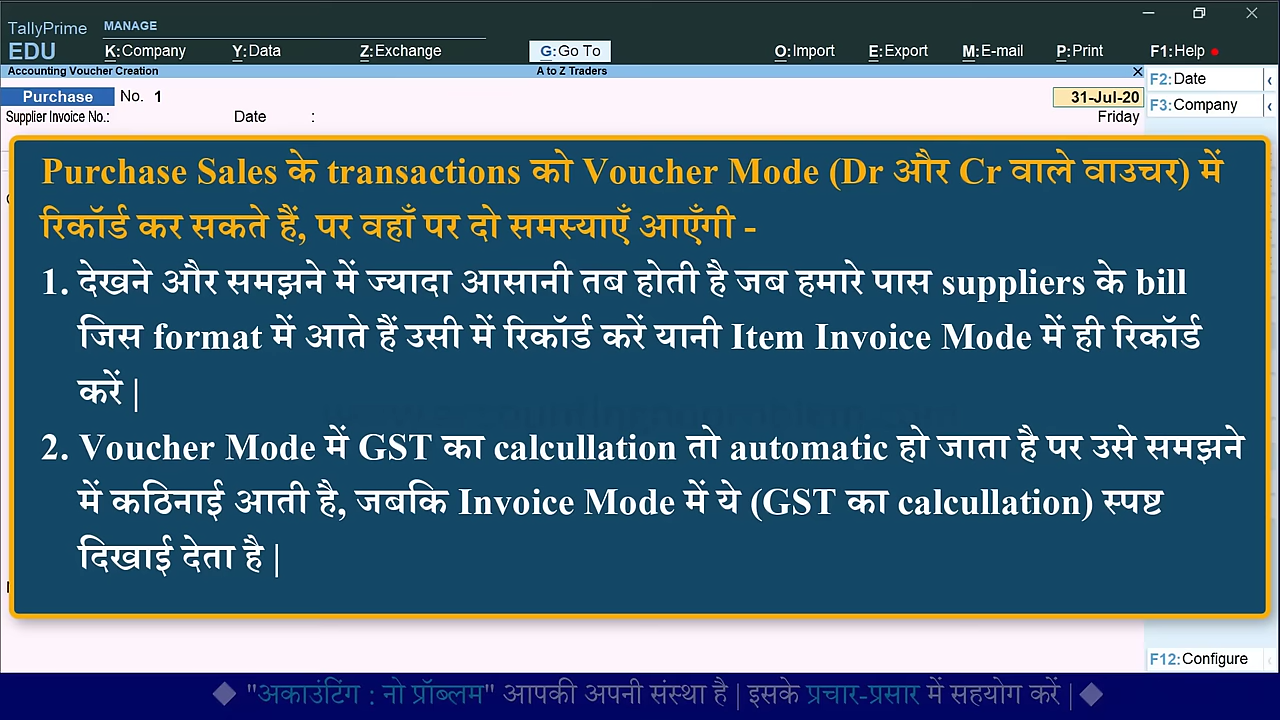 TallyPrime MANAGE
EDU K:Company Y:Data Z:Exchange G:Go To O:Import E:Export M:E-mail P:Print F1:Help
Accounting Voucher Creation A to Z Traders
F2:Date
Purchase No. 1 31-Jul-20
F3:Company
Supplier Invoice No.: Date : Friday
Purchase Sales के transactions को Voucher Mode (Dr और Cr वाले वाउचर) में
रिकॉर्ड कर सकते हैं, पर वहाँ पर दो समस्याएँ आएँगी -
1. देखने और समझने में ज्यादा आसानी तब होती है जब हमारे पास suppliers के bill
जिस format में आते हैं उसी में रिकॉर्ड करें यानी Item Invoice Mode में ही रिकॉर्ड
करें |
2. Voucher Mode में GST का calcullation तो automatic हो जाता है पर उसे समझने
में कठिनाई आती है, जबकि Invoice Mode में ये (GST का calcullation) स्पष्ट
दिखाई देता है |
F12:Configure
"अकाउंटिंग : नो प्रॉब्लम" आपकी अपनी संस्था है | इसके प्रचार-प्रसार में सहयोग करें |